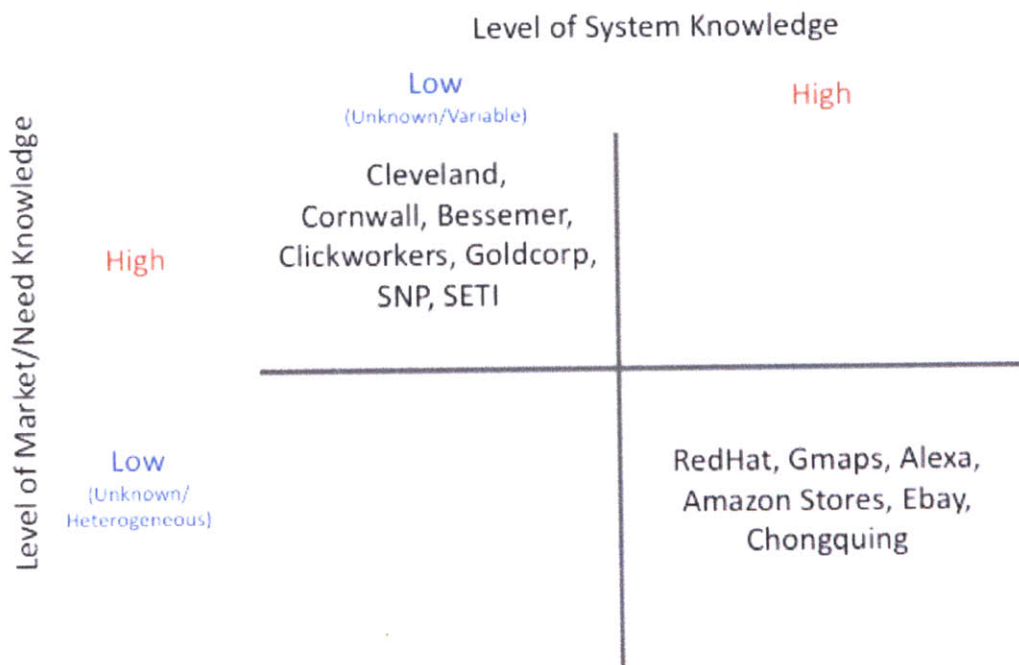 Level of System Knowledge
Low
(Unknown/Variable)
High
Level of Market/Need Knowledge
High
Cleveland,
Cornwall, Bessemer,
Clickworkers, Goldcorp,
SNP, SETI
Low
(Unknown/
Heterogeneous)
RedHat, Gmaps, Alexa,
Amazon Stores, Ebay,
Chongquing